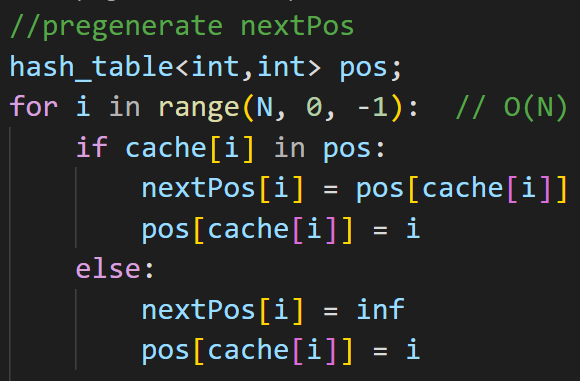 //pregenerate nextPos
hash_table<int,int> pos;
for i in range(N, 0, -1):  // O(N)
    if cache[i] in pos:
        nextPos[i] = pos[cache[i]]
        pos[cache[i]] = i
    else:
        nextPos[i] = inf
        pos[cache[i]] = i